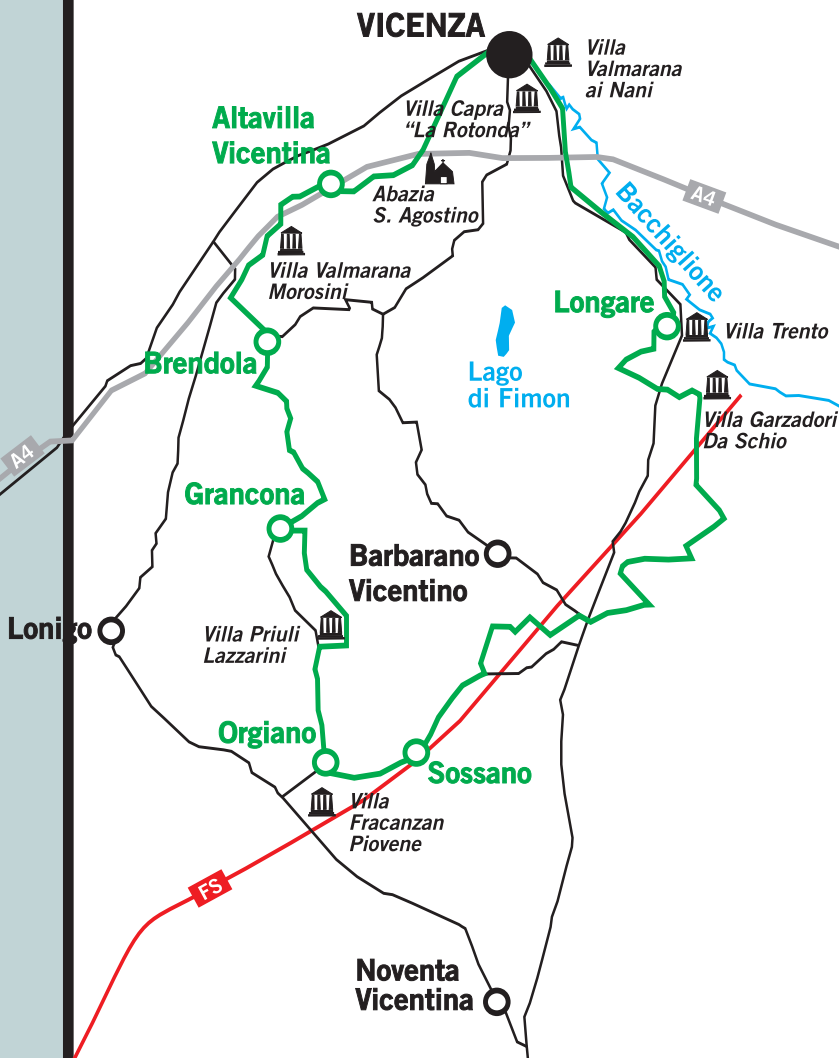 VICENZA
Villa
Valmarana
ai Nani
Villa Capra
“La Rotonda”
Altavilla
Vicentina
Abazia
S. Agostino
A4
Bacchiglione
Villa Valmarana
Morosini
Longare
Villa Trento
Brendola
Lago
di Fimon
Villa Garzadori
Da Schio
A4
Grancona
Barbarano
Vicentino
Lonigo
Villa Priuli
Lazzarini
Orgiano
Sossano
Villa
Fracanzan
Piovene
FS
Noventa
Vicentina